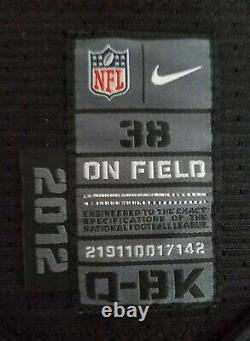 NFL
38
ON FIELD
ENGINEERED TO THE EXACT
SPECIFICATIONS OF THE
NATIONAL FOOTBALL LEAGUE.
219110017142
Q-BK
2012